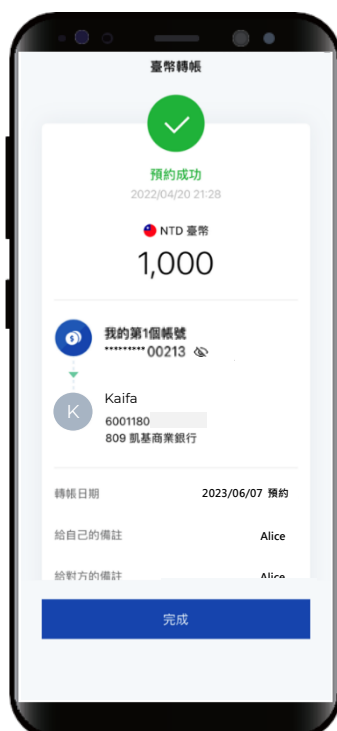 臺幣轉帳
預約成功
2022/04/20 21:28
NTD 臺幣
1,000
我的第1個帳號
*********00213
K
Kaifa
6001180
809 凱基商業銀行
轉帳日期 2023/06/07 預約
給自己的備註 Alice
給對方的備註 Alice
完成